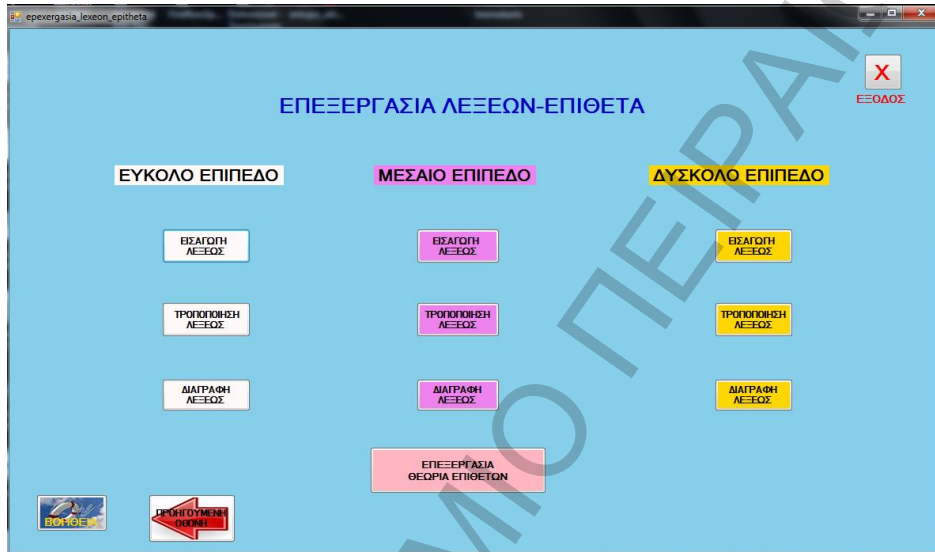 epexergasia_lexeon_epitheta
X
ΕΞΟΔΟΣ
ΕΠΕΞΕΡΓΑΣΙΑ ΛΕΞΕΩΝ-ΕΠΙΘΕΤΑ
ΕΥΚΟΛΟ ΕΠΙΠΕΔΟ
ΜΕΣΑΙΟ ΕΠΙΠΕΔΟ
ΔΥΣΚΟΛΟ ΕΠΙΠΕΔΟ
ΕΙΣΑΓΩΓΗ
ΛΕΞΕΩΣ
ΕΙΣΑΓΩΓΗ
ΛΕΞΕΩΣ
ΕΙΣΑΓΩΓΗ
ΛΕΞΕΩΣ
ΤΡΟΠΟΠΟΙΗΣΗ
ΛΕΞΕΩΣ
ΤΡΟΠΟΠΟΙΗΣΗ
ΛΕΞΕΩΣ
ΤΡΟΠΟΠΟΙΗΣΗ
ΛΕΞΕΩΣ
ΔΙΑΓΡΑΦΗ
ΛΕΞΕΩΣ
ΔΙΑΓΡΑΦΗ
ΛΕΞΕΩΣ
ΔΙΑΓΡΑΦΗ
ΛΕΞΕΩΣ
ΕΠΕΞΕΡΓΑΣΙΑ
ΘΕΩΡΙΑ ΕΠΙΘΕΤΩΝ
ΒΟΗΘΕΙΑ
ΠΡΟΗΓΟΥΜΕΝΗ
ΟΘΟΝΗ